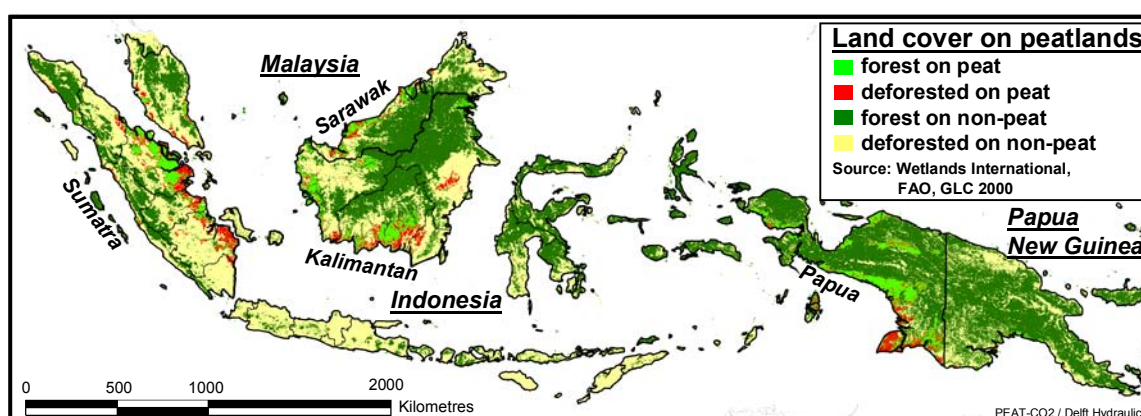 Land cover on peatlands
forest on peat
deforested on peat
forest on non-peat
deforested on non-peat
Source: Wetlands International,
FAO, GLC 2000
Malaysia
Sarawak
Sumatra
Kalimantan
Indonesia
Papua
Papua
New Guinea
0 500 1000 2000
Kilometres
PEAT-CO2 / Delft Hydraulic